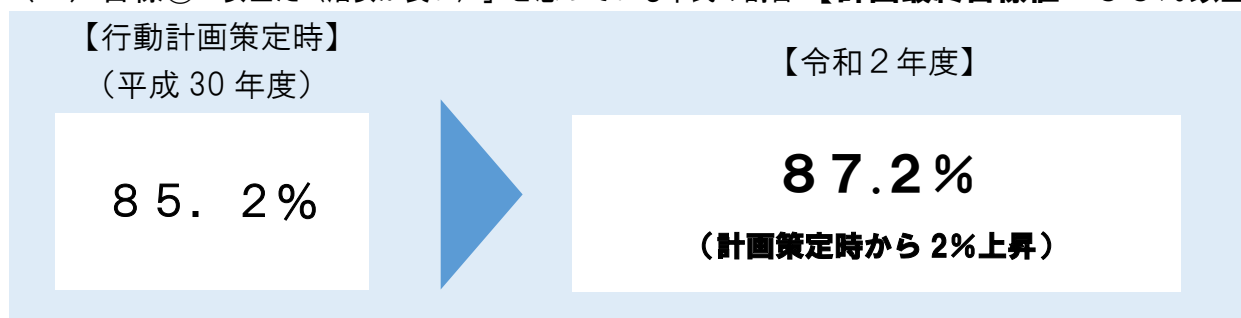 【行動計画策定時】
（平成 30 年度）
８５．２％
【令和２年度】
８７.２％
（計画策定時から 2％上昇）